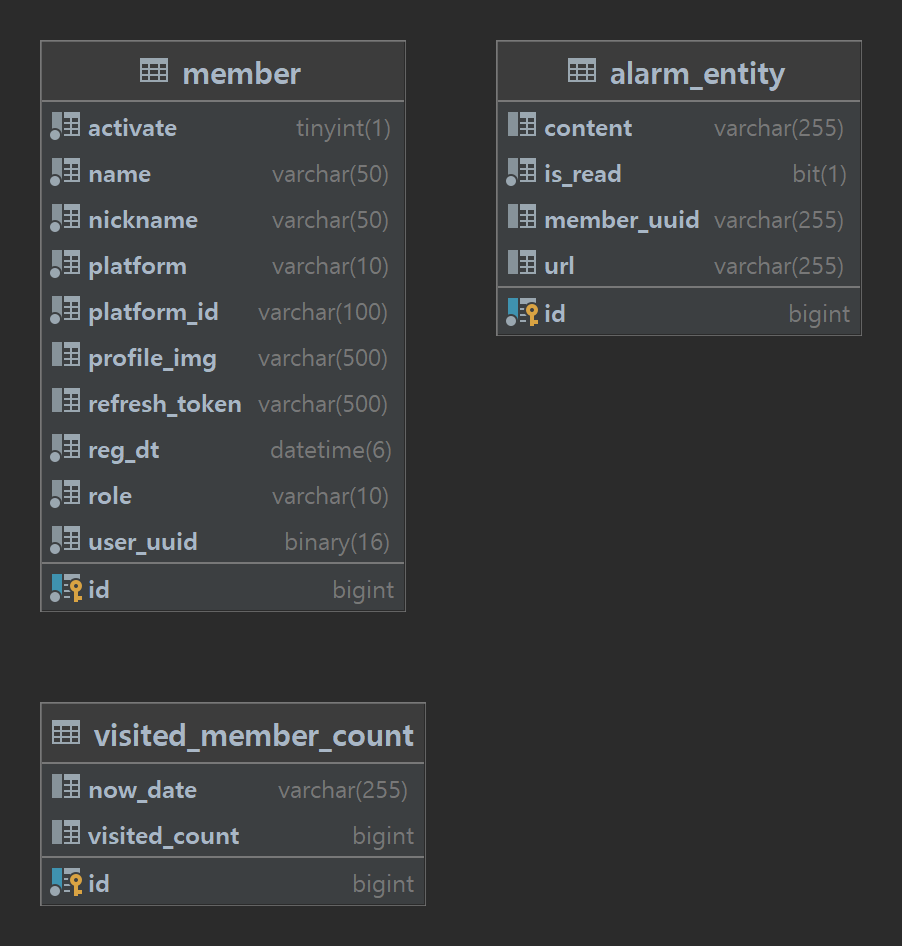 member
activate tinyint(1)
name varchar(50)
nickname varchar(50)
platform varchar(10)
platform_id varchar(100)
profile_img varchar(500)
refresh_token varchar(500)
reg_dt datetime(6)
role varchar(10)
user_uuid binary(16)
id bigint
alarm_entity
content varchar(255)
is_read bit(1)
member_uuid varchar(255)
url varchar(255)
id bigint
visited_member_count
now_date varchar(255)
visited_count bigint
id bigint